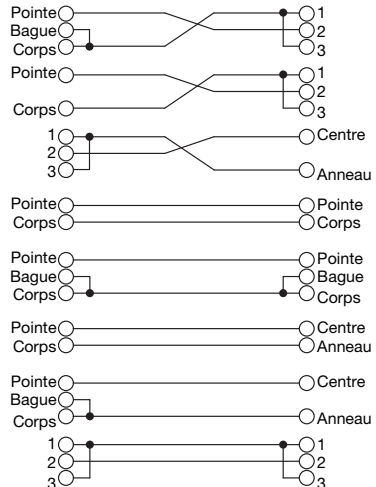 Pointe 1
Bague 2
Corps 3
Pointe 1
2
Corps 3
1 Centre
2
3 Anneau
Pointe Pointe
Corps Corps
Pointe Pointe
Bague Bague
Corps Corps
Pointe Centre
Corps Anneau
Pointe Centre
Bague
Corps Anneau
1 1
2 2
3 3